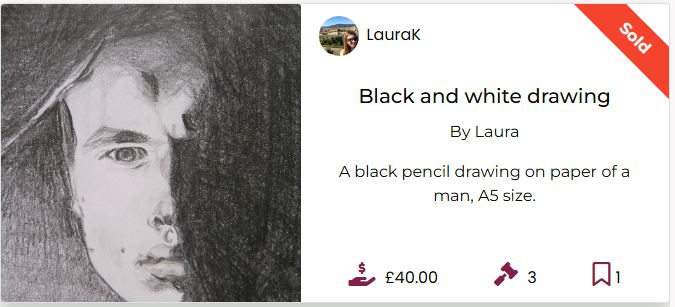 LauraK
Sold
Black and white drawing
By Laura
A black pencil drawing on paper of a
man, A5 size.
£40.00 3 1